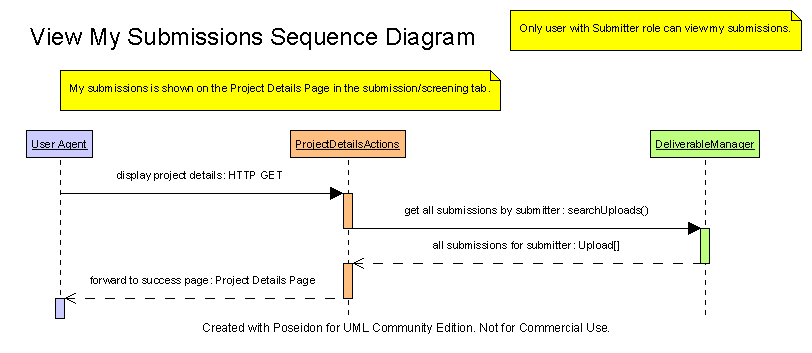 View My Submissions Sequence Diagram
Only user with Submitter role can view my submissions.
My submissions is shown on the Project Details Page in the submission/screening tab.
User Agent
ProjectDetailsActions
DeliverableManager
display project details: HTTP GET
get all submissions by submitter: searchUploads()
all submissions for submitter: Upload[]
forward to success page: Project Details Page
Created with Poseidon for UML Community Edition. Not for Commercial Use.